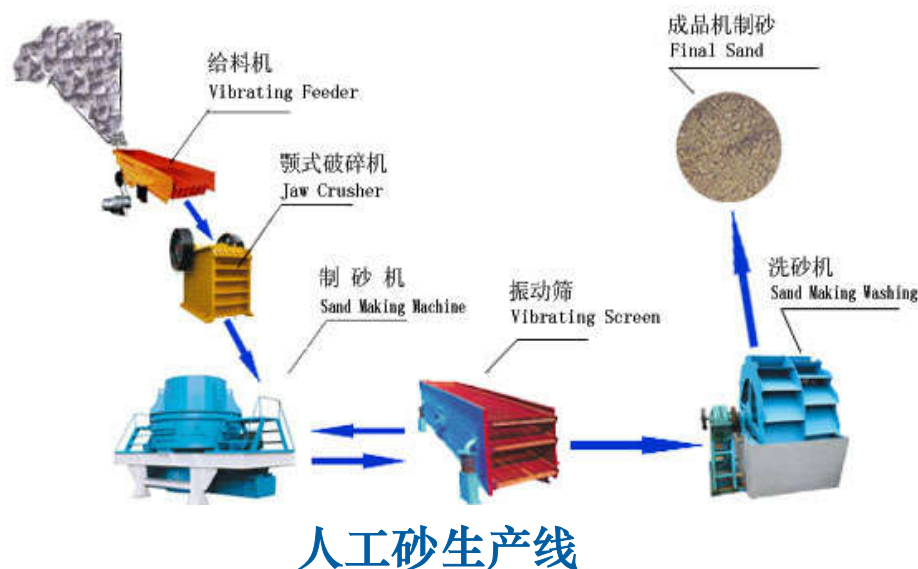 给料机
Vibrating Feeder
颚式破碎机
Jaw Crusher
制 砂 机
Sand Making Machine
振动筛
Vibrating Screen
洗砂机
Sand Making Washing
成品机制砂
Final Sand
人工砂生产线